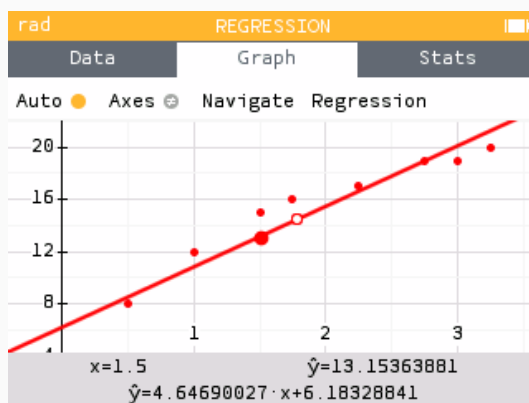 rad REGRESSION
Data Graph Stats
Auto Axes Navigate Regression
20
16
12
8
1 2 3
4
x=1.5 ŷ=13.15363881
ŷ=4.64690027·x+6.18328841